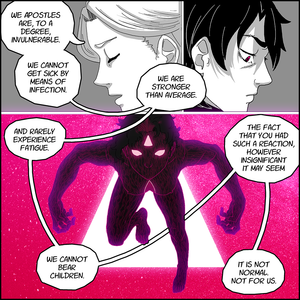 WE APOSTLES
ARE, TO A
DEGREE,
INVULNERABLE.
WE CANNOT
GET SICK BY
MEANS OF
INFECTION.
WE ARE
STRONGER
THAN AVERAGE.
AND RARELY
EXPERIENCE
FATIGUE.
WE CANNOT
BEAR
CHILDREN.
THE FACT
THAT YOU HAD
SUCH A REACTION,
HOWEVER
INSIGNIFICANT
IT MAY SEEM
IT IS NOT
NORMAL.
NOT FOR US.